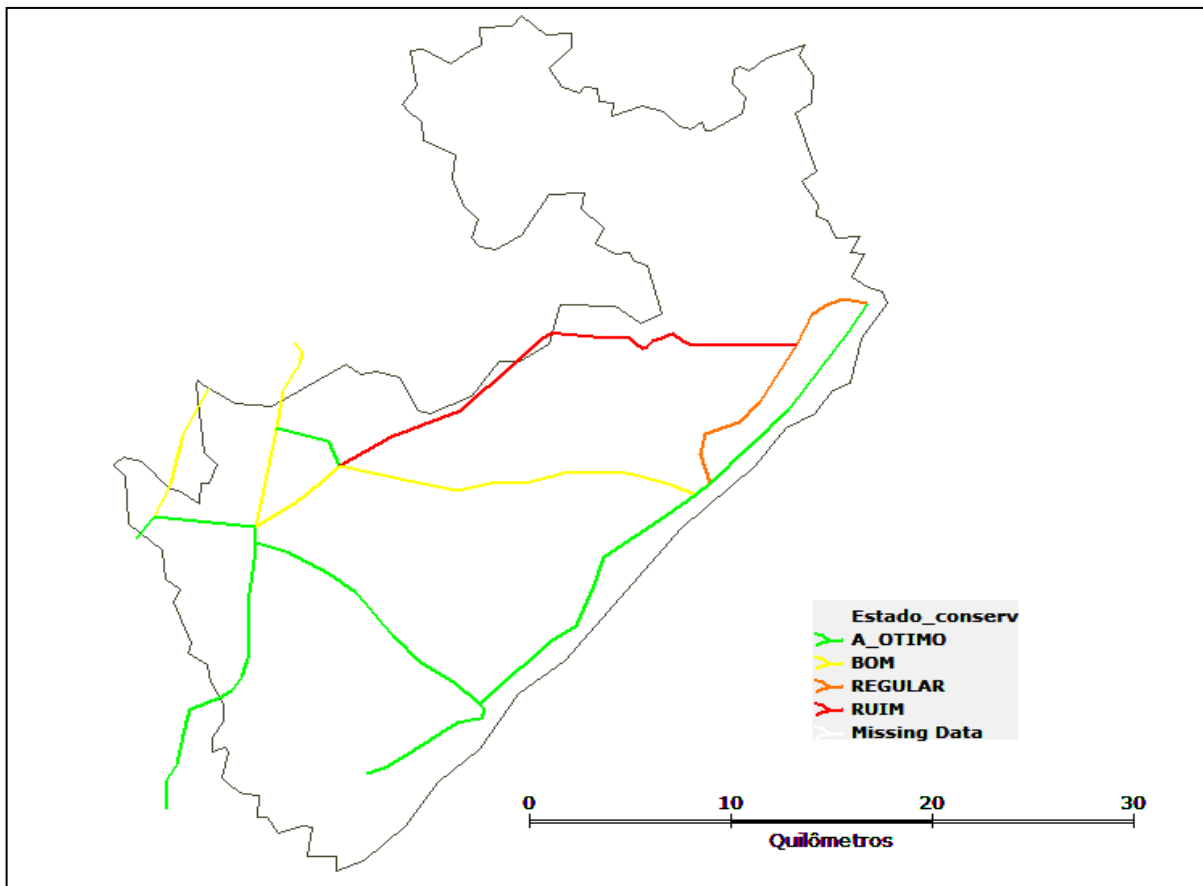 Estado_conserv
A_OTIMO
BOM
REGULAR
RUIM
Missing Data
0 10 20 30
Quilômetros